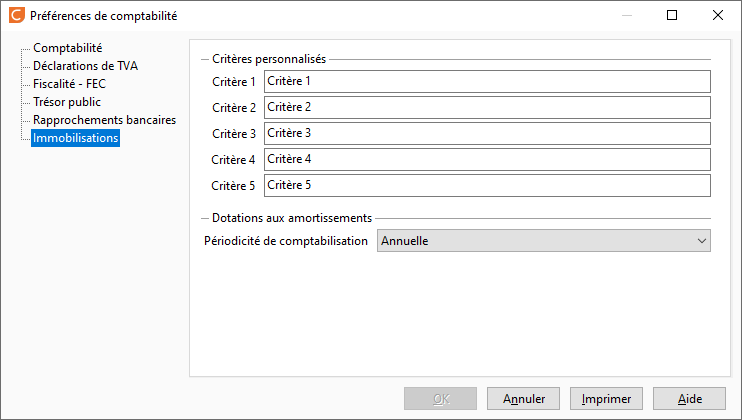 Préférences de comptabilité
Comptabilité
Déclarations de TVA
Fiscalité - FEC
Trésor public
Rapprochements bancaires
Immobilisations
Critères personnalisés
Critère 1 Critère 1
Critère 2 Critère 2
Critère 3 Critère 3
Critère 4 Critère 4
Critère 5 Critère 5
Dotations aux amortissements
Périodicité de comptabilisation Annuelle
OK Annuler Imprimer Aide